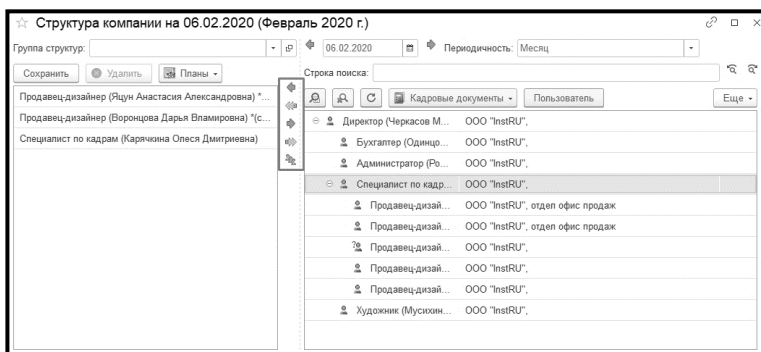 Структура компании на 06.02.2020 (Февраль 2020 г.)
Группа структур:
06.02.2020 Периодичность: Месяц
Сохранить Удалить Планы
Строка поиска:
Кадровые документы Пользователь Еще
Продавец-дизайнер (Яцун Анастасия Александровна) *...
Продавец-дизайнер (Воронцова Дарья Вламировна) *(с...
Специалист по кадрам (Карячкина Олеся Дмитриевна)
Директор (Черкасов М... ООО "InstRU",
Бухгалтер (Одинцо... ООО "InstRU",
Администратор (Ро... ООО "InstRU",
Специалист по кадр... ООО "InstRU",
Продавец-дизай... ООО "InstRU", отдел офис продаж
Продавец-дизай... ООО "InstRU", отдел офис продаж
Продавец-дизай... ООО "InstRU",
Продавец-дизай... ООО "InstRU",
Продавец-дизай... ООО "InstRU",
Художник (Мусихин... ООО "InstRU",